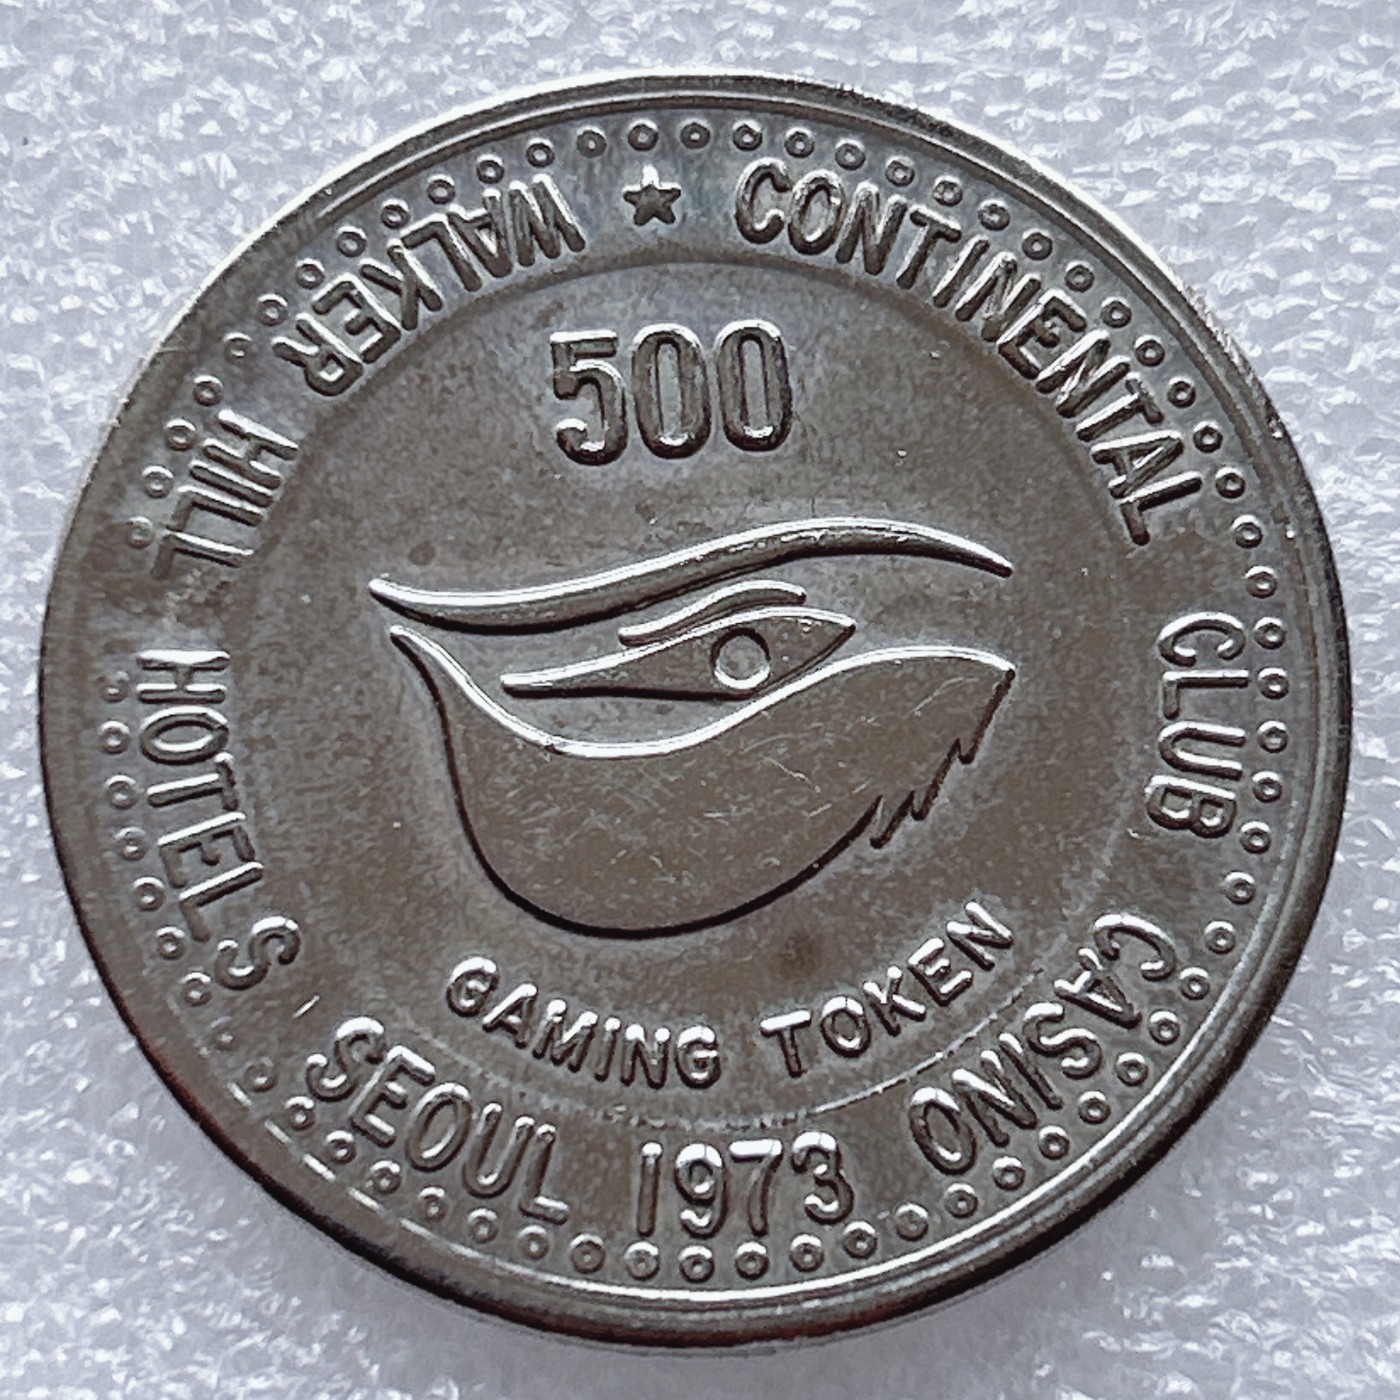 ★ CONTINENTAL CLUB CASINO
WALKER HILL HOTELS
500
GAMING TOKEN
SEOUL 1973